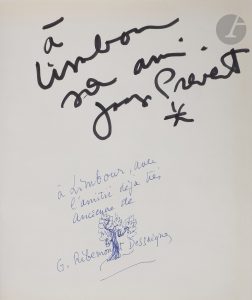 à
Limbour
son ami
Jacques Prévert
à Limbour, avec
l'amitié déjà très
ancienne de
G. Ribemont Dessaignes